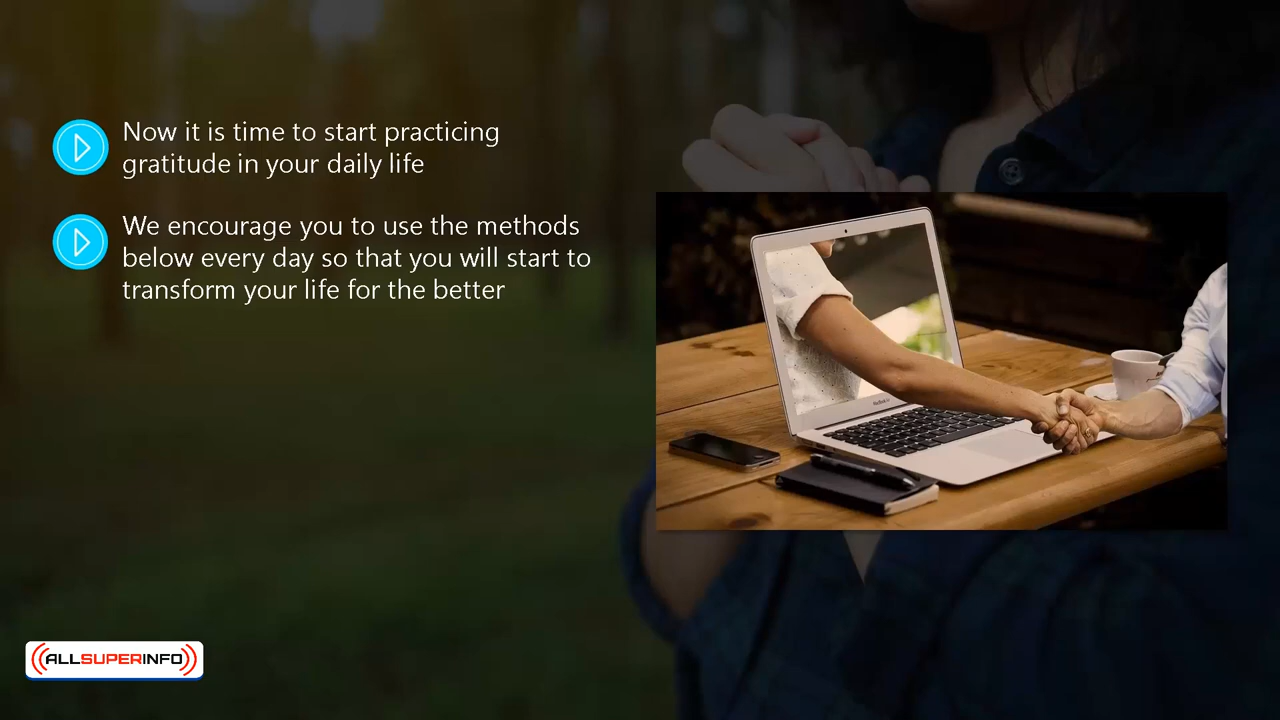 Now it is time to start practicing
gratitude in your daily life
We encourage you to use the methods
below every day so that you will start to
transform your life for the better
ALLSUPERINFO